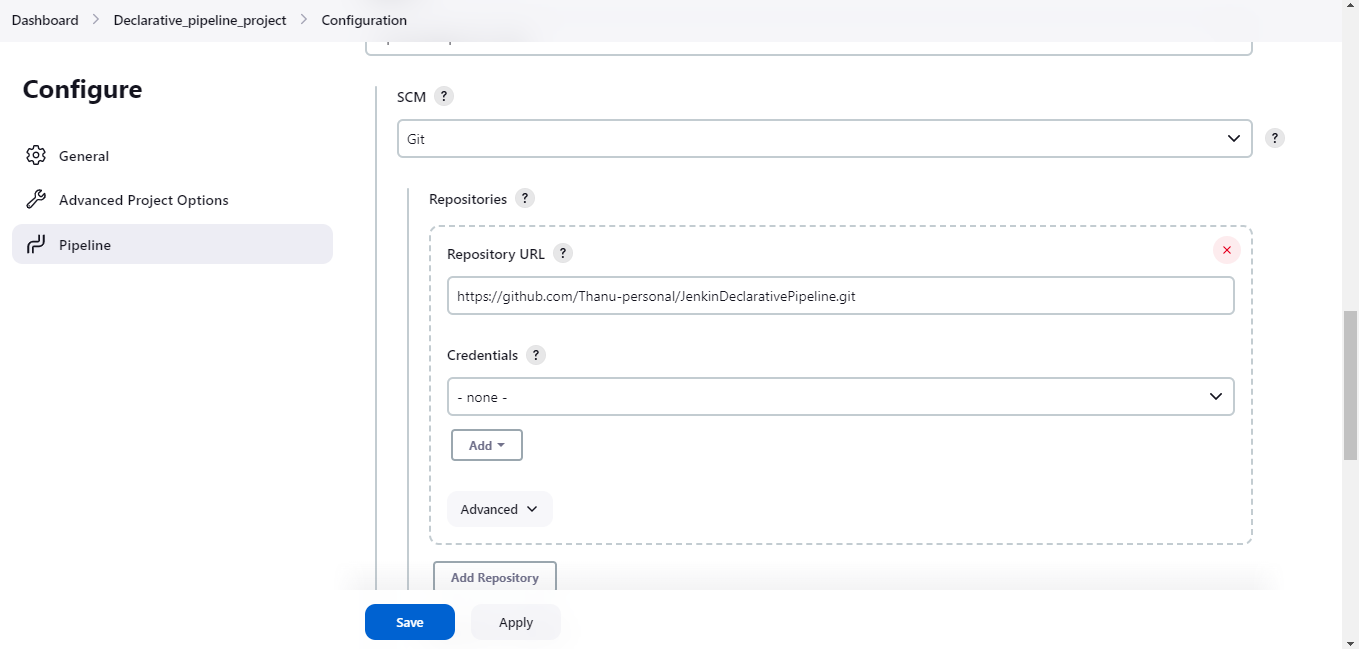 Dashboard > Declarative_pipeline_project > Configuration
Configure
General
Advanced Project Options
Pipeline
SCM ?
Git
?
Repositories ?
Repository URL ?
https://github.com/Thanu-personal/JenkinDeclarativePipeline.git
Credentials ?
- none -
Add
Advanced
Add Repository
Save
Apply